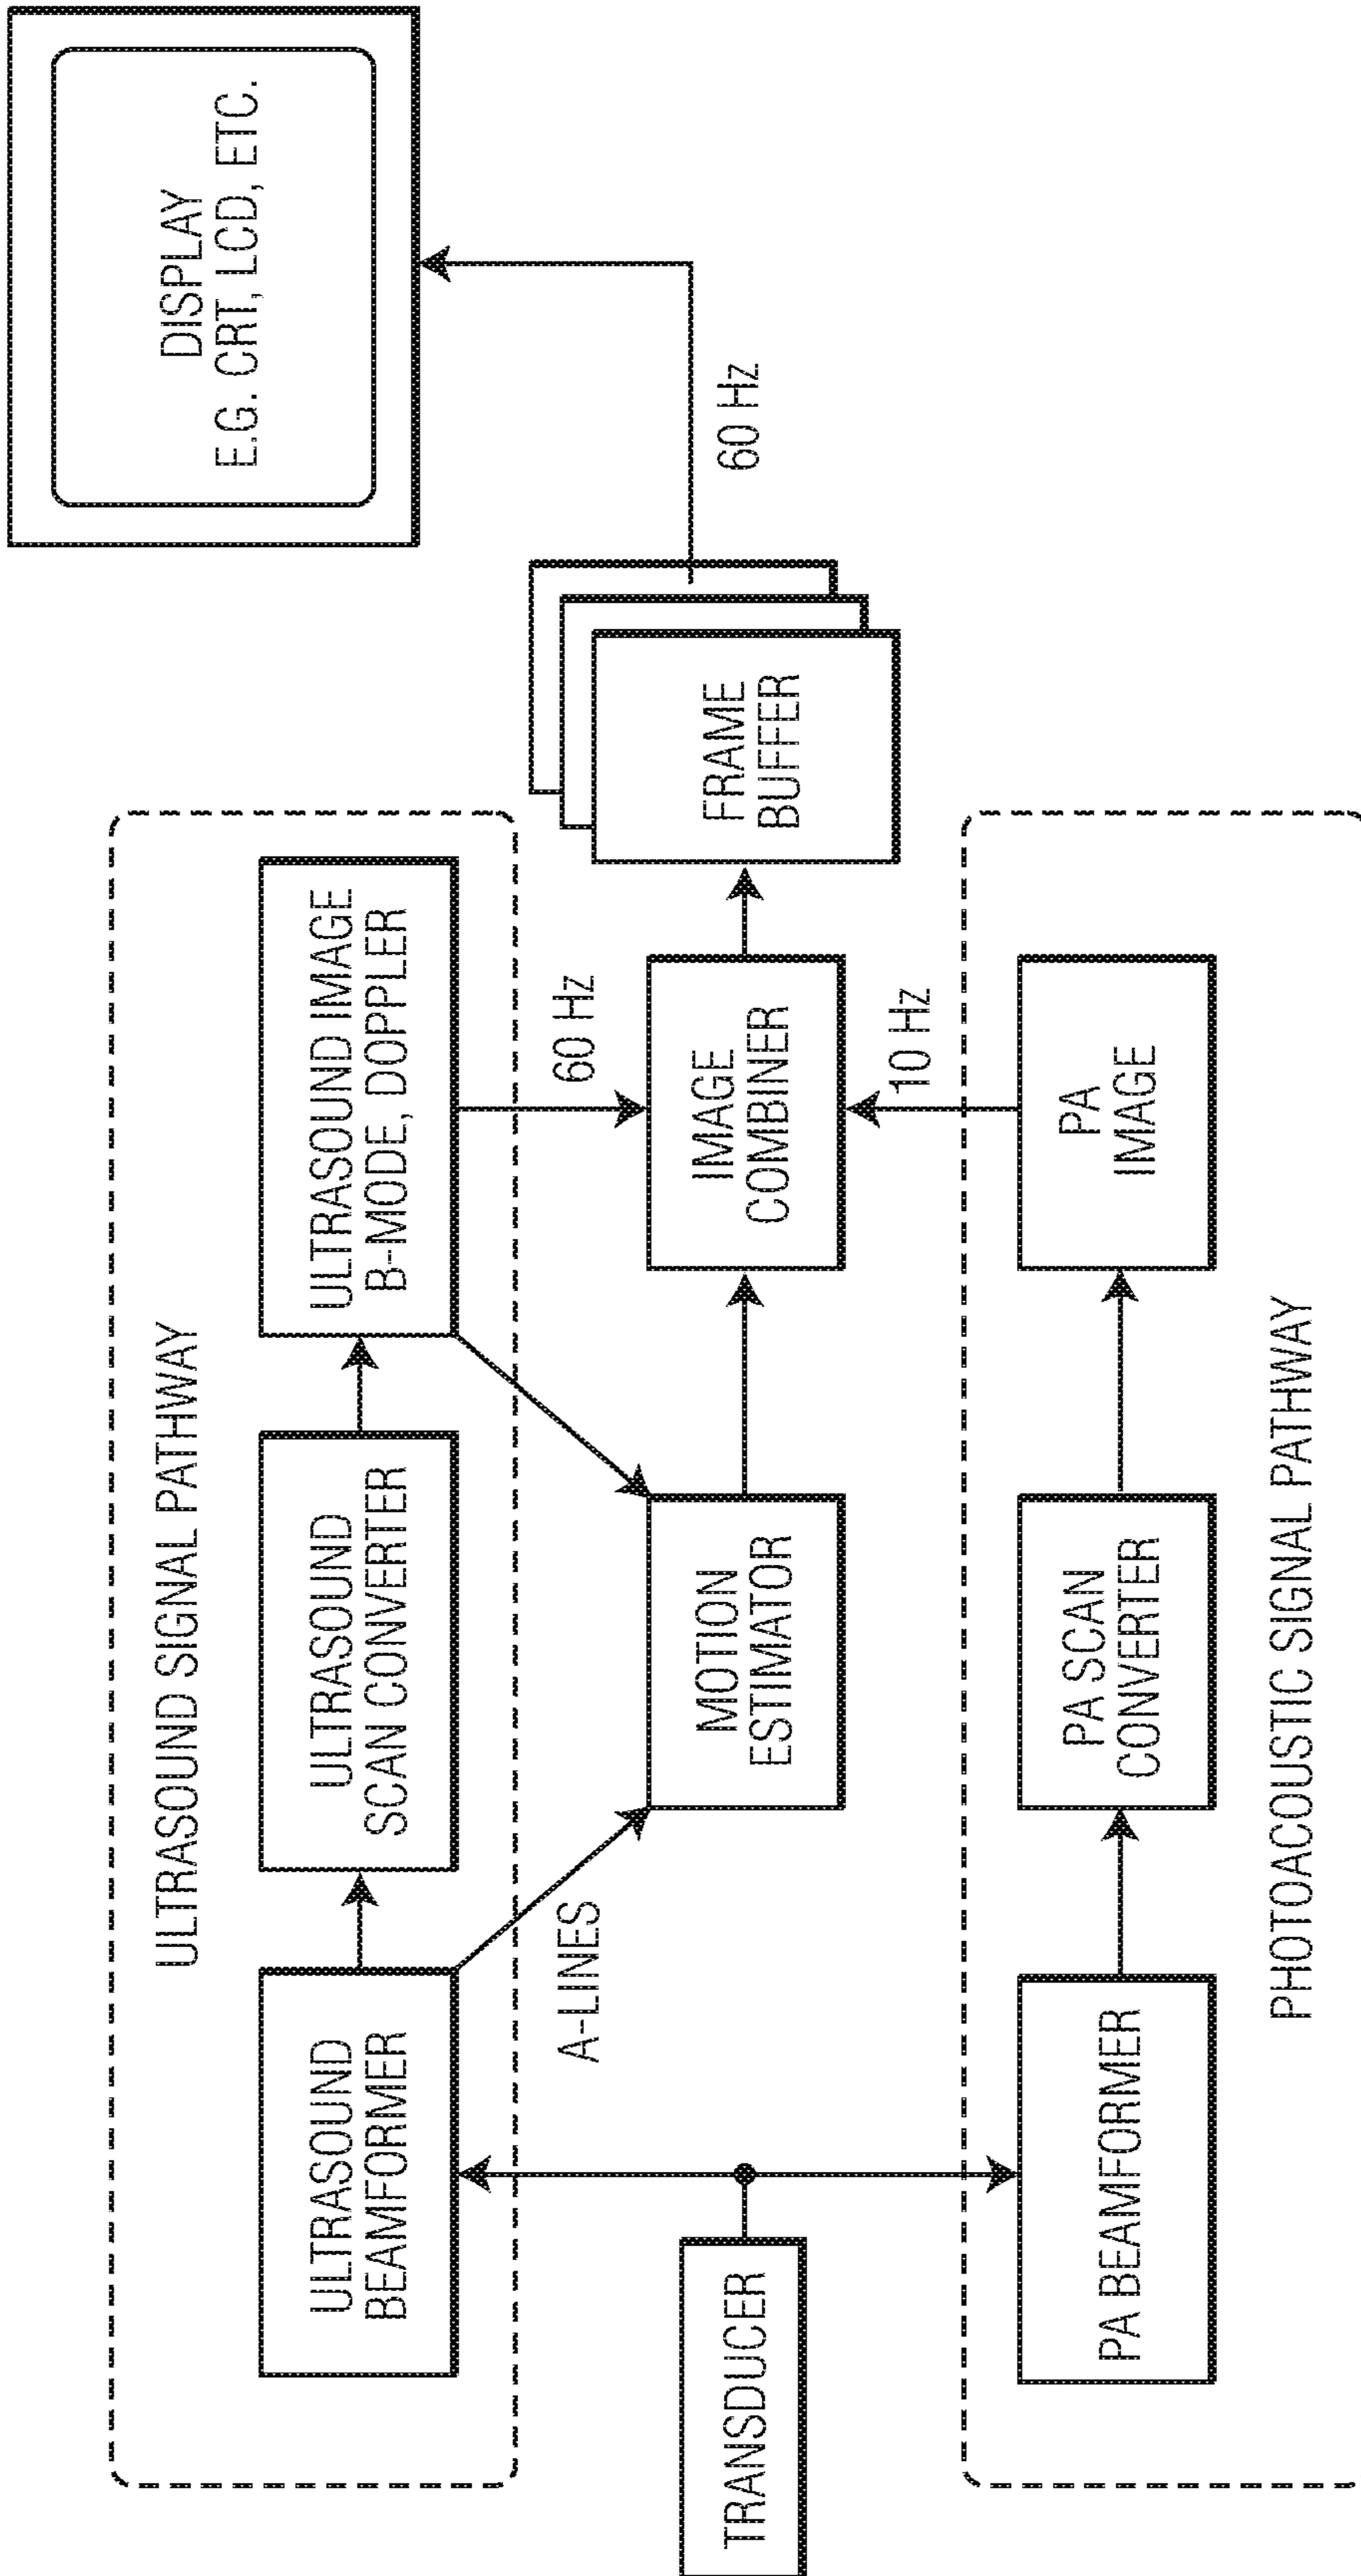 ULTRASOUND SIGNAL PATHWAY
ULTRASOUND
BEAMFORMER
ULTRASOUND
SCAN CONVERTER
ULTRASOUND IMAGE
B-MODE, DOPPLER
DISPLAY
E.G. CRT, LCD, ETC.
A-LINES
60 Hz
TRANSDUCER
MOTION
ESTIMATOR
IMAGE
COMBINER
FRAME
BUFFER
60 Hz
10 Hz
PA BEAMFORMER
PA SCAN
CONVERTER
PA
IMAGE
PHOTOACOUSTIC SIGNAL PATHWAY